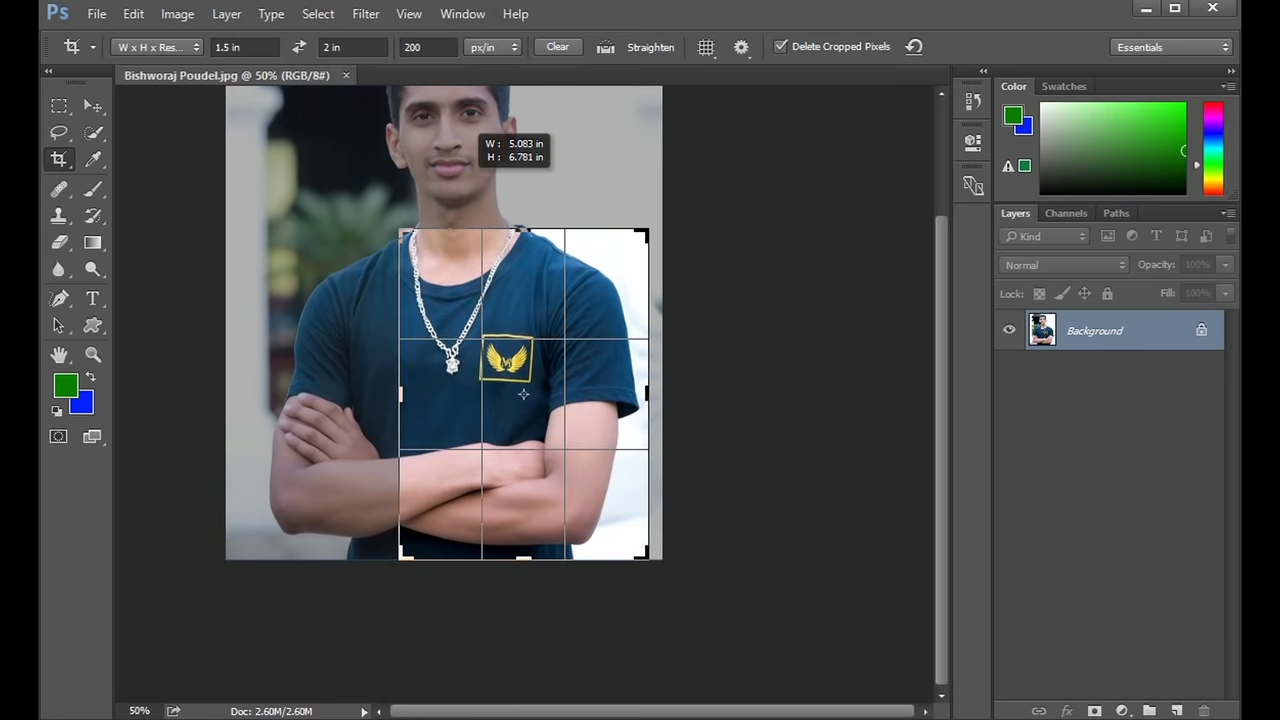 Ps File Edit Image Layer Type Select Filter View Window Help
W x H x Res... 1.5 in 2 in 200 px/in Clear Straighten Delete Cropped Pixels Essentials
Bishworaj Poudel.jpg @ 50% (RGB/8#) ×
Color Swatches
W : 5.083 in
H : 6.781 in
Layers Channels Paths
Kind
Normal Opacity: 100%
Lock: Fill: 100%
Background
50% Doc: 2.60M/2.60M